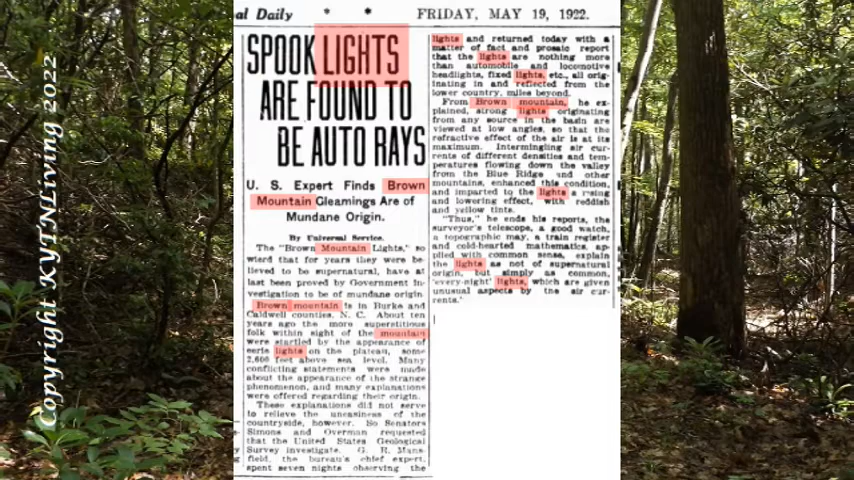 al Daily * * FRIDAY, MAY 19, 1922.
SPOOK LIGHTS
ARE FOUND TO
BE AUTO RAYS
U. S. Expert Finds Brown
Mountain Gleamings Are of
Mundane Origin.
By Universal Service.
The "Brown Mountain Lights," so
wierd that for years they were be-
lieved to be supernatural, have at
last been proved by Government in-
vestigation to be of mundane origin
Brown mountain is in Burke and
Caldwell counties, N. C. About ten
years ago the more superstitious
folk within sight of the mountain
were startled by the appearance of
eerie lights on the plateau, some
2,600 feet above sea level. Many
conflicting statements were made
about the appearance of the strange
phenomenon, and many explanations
were offered regarding their origin.
These explanations did not serve
to relieve the uneasiness of the
countryside, however. So Senators
Simons and Overman requested
that the United States Geological
Survey investigate. G. R. Mans-
field, the bureau's chief expert,
spent seven nights observing the
lights and returned today with a
matter of fact and prosaic report
that the lights are nothing more
than automobile and locomotive
headlights, fixed lights, etc., all orig-
inating in and reflected from the
lower country, miles beyond.
From Brown mountain, he ex-
plained, strong lights originating
from any source in the basin are
viewed at low angles, so that the
refractive effect of the air is at its
maximum. Intermingling air cur-
rents of different densities and tem-
peratures flowing down the valley
from the Blue Ridge and other
mountains, enhanced this condition,
and imparted to the lights a rising
and lowering effect, with reddish
and yellow tints.
"Thus," he ends his reports, the
surveyor's telescope, a good watch,
a topographic map, a train register
and cold-hearted mathematics, ap-
plied with common sense, explain
the lights as not of supernatural
origin, but simply as common,
'every-night' lights, which are given
unusual aspects by the air cur-
rents."
Copyright KYTNLiving 2022